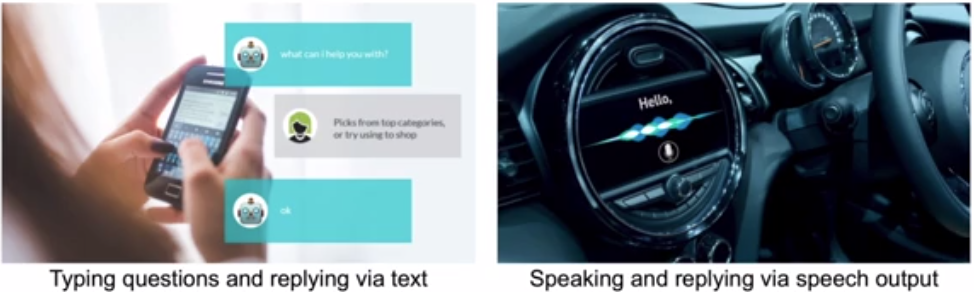 SAMSUNG
what can i help you with?
Picks from top categories,
or try using to shop
ok
Hello,
Typing questions and replying via text
Speaking and replying via speech output